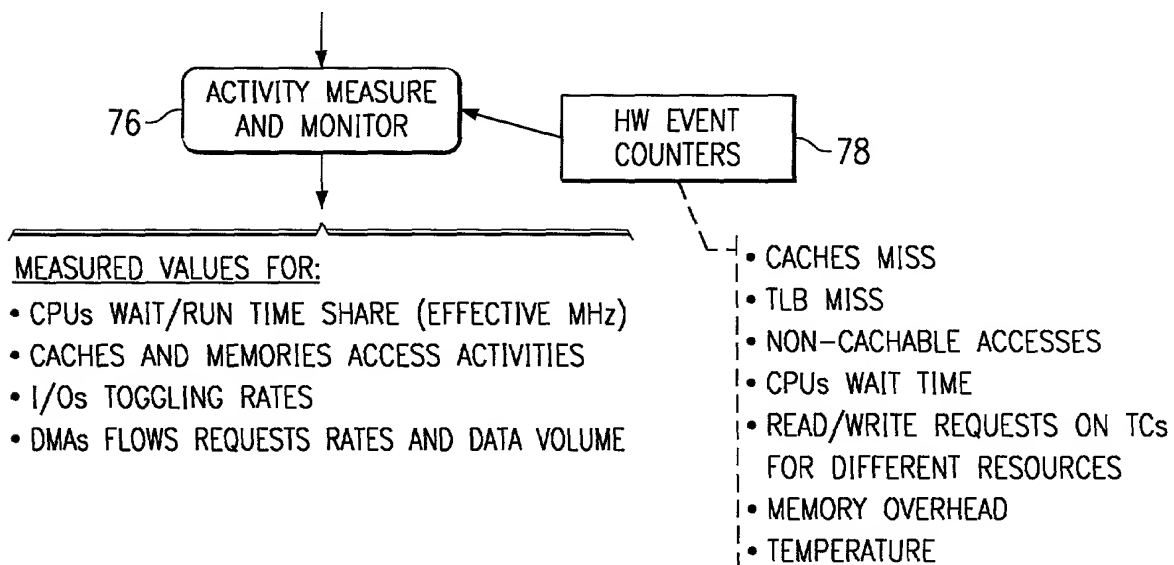 ACTIVITY MEASURE
AND MONITOR
76
HW EVENT
COUNTERS
78
MEASURED VALUES FOR:
• CPUs WAIT/RUN TIME SHARE (EFFECTIVE MHz)
• CACHES AND MEMORIES ACCESS ACTIVITIES
• I/Os TOGGLING RATES
• DMAs FLOWS REQUESTS RATES AND DATA VOLUME
• CACHES MISS
• TLB MISS
• NON-CACHABLE ACCESSES
• CPUs WAIT TIME
• READ/WRITE REQUESTS ON TCs
FOR DIFFERENT RESOURCES
• MEMORY OVERHEAD
• TEMPERATURE